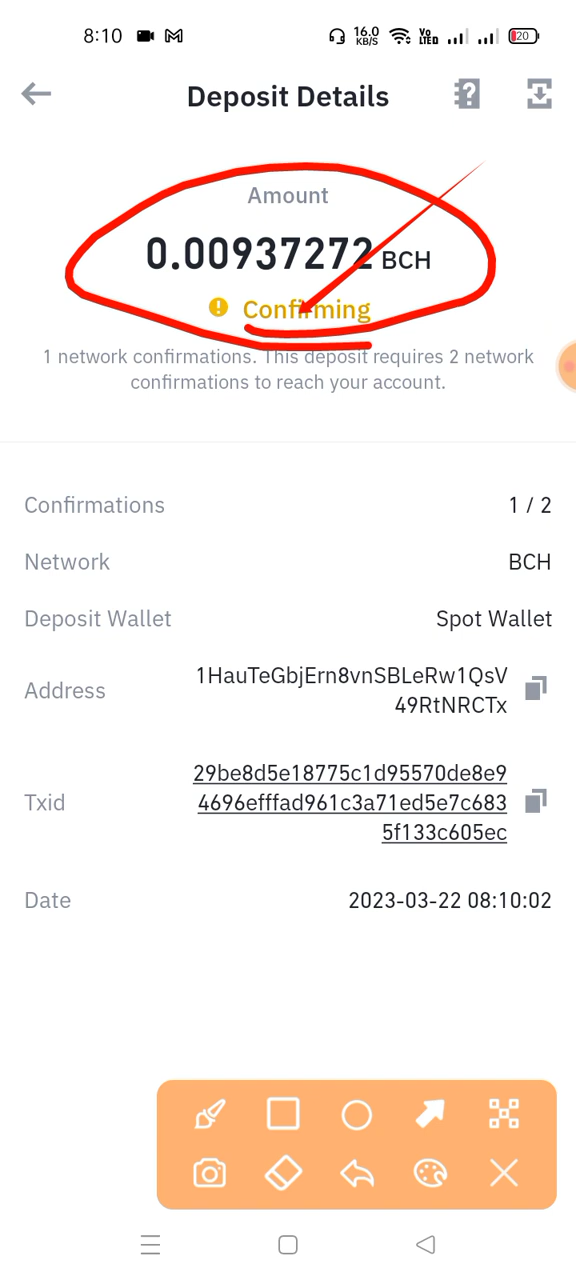 8:10
16.0
KB/S
Vo
LTED
20
Deposit Details
Amount
0.00937272 BCH
Confirming
1 network confirmations. This deposit requires 2 network
confirmations to reach your account.
Confirmations
1 / 2
Network
BCH
Deposit Wallet
Spot Wallet
Address
1HauTeGbjErn8vnSBLeRw1QsV
49RtNRCTx
Txid
29be8d5e18775c1d95570de8e9
4696efffad961c3a71ed5e7c683
5f133c605ec
Date
2023-03-22 08:10:02